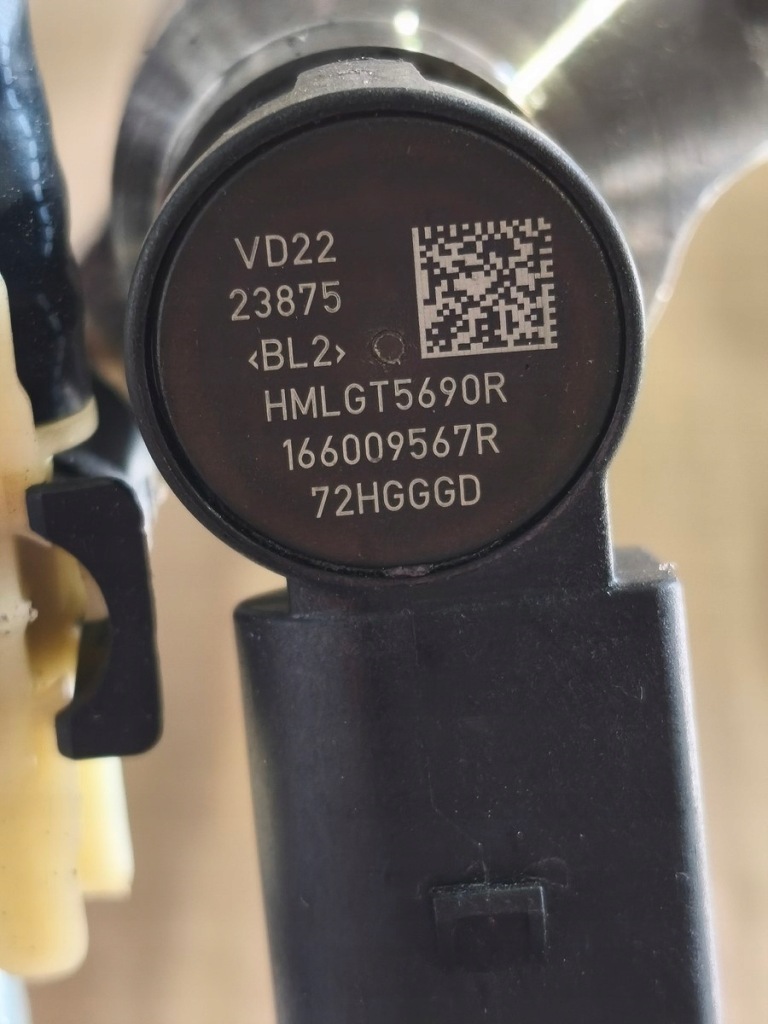 VD22
23875
‹BL2›
HMLGT5690R
166009567R
72HGGGD